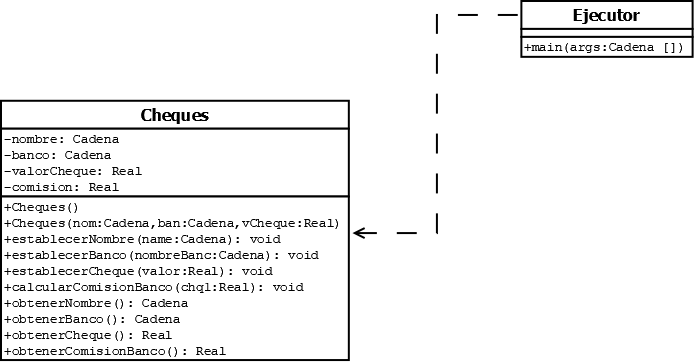 Ejecutor
+main(args:Cadena [])
Cheques
-nombre: Cadena
-banco: Cadena
-valorCheque: Real
-comision: Real
+Cheques()
+Cheques(nom:Cadena,ban:Cadena,vCheque:Real)
+establecerNombre(name:Cadena): void
+establecerBanco(nombreBanc:Cadena): void
+establecerCheque(valor:Real): void
+calcularComisionBanco(chql:Real): void
+obtenerNombre(): Cadena
+obtenerBanco(): Cadena
+obtenerCheque(): Real
+obtenerComisionBanco(): Real